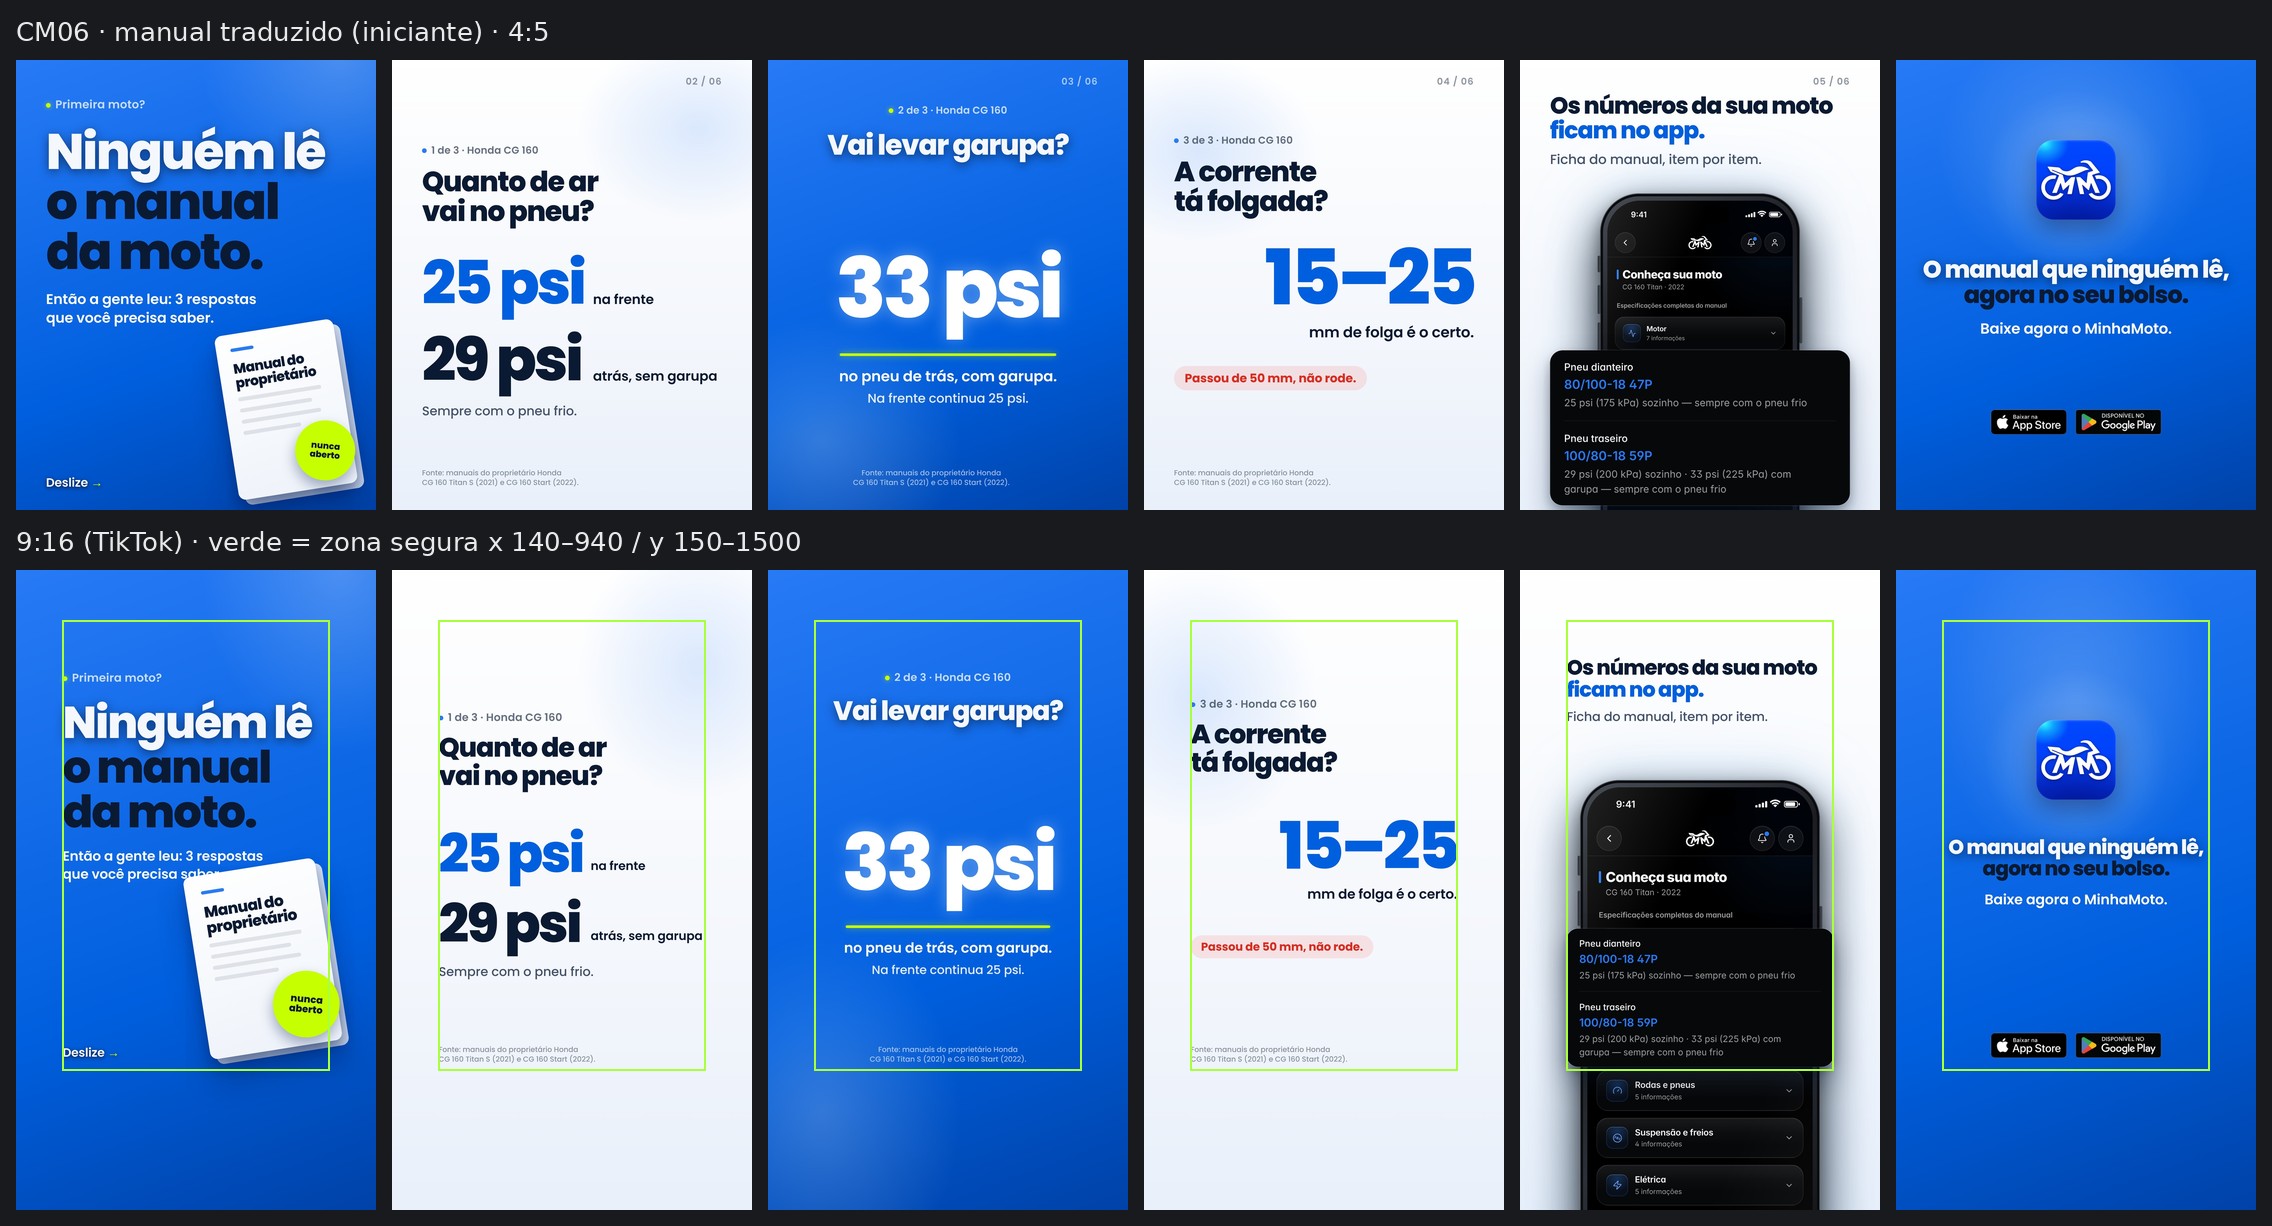 CM06 · manual traduzido (iniciante) · 4:5
Primeira moto?
Ninguém lê
o manual
da moto.
Então a gente leu: 3 respostas
que você precisa saber.
Manual do
proprietário
nunca
aberto
Deslize →
02 / 06
1 de 3 · Honda CG 160
Quanto de ar
vai no pneu?
25 psi na frente
29 psi atrás, sem garupa
Sempre com o pneu frio.
Fonte: manuais do proprietário Honda
CG 160 Titan S (2021) e CG 160 Start (2022).
03 / 06
2 de 3 · Honda CG 160
Vai levar garupa?
33 psi
no pneu de trás, com garupa.
Na frente continua 25 psi.
Fonte: manuais do proprietário Honda
CG 160 Titan S (2021) e CG 160 Start (2022).
04 / 06
3 de 3 · Honda CG 160
A corrente
tá folgada?
15–25
mm de folga é o certo.
Passou de 50 mm, não rode.
Fonte: manuais do proprietário Honda
CG 160 Titan S (2021) e CG 160 Start (2022).
05 / 06
Os números da sua moto
ficam no app.
Ficha do manual, item por item.
9:41
Conheça sua moto
CG 160 Titan · 2022
Especificações completas do manual
Motor
7 informações
Pneu dianteiro
80/100-18 47P
25 psi (175 kPa) sozinho — sempre com o pneu frio
Pneu traseiro
100/80-18 59P
29 psi (200 kPa) sozinho · 33 psi (225 kPa) com
garupa — sempre com o pneu frio
MM
O manual que ninguém lê,
agora no seu bolso.
Baixe agora o MinhaMoto.
Baixar na
App Store
DISPONÍVEL NO
Google Play
9:16 (TikTok) · verde = zona segura x 140–940 / y 150–1500
Primeira moto?
Ninguém lê
o manual
da moto.
Então a gente leu: 3 respostas
que você precisa saber
Manual do
proprietário
nunca
aberto
Deslize →
1 de 3 · Honda CG 160
Quanto de ar
vai no pneu?
25 psi na frente
29 psi atrás, sem garupa
Sempre com o pneu frio.
Fonte: manuais do proprietário Honda
CG 160 Titan S (2021) e CG 160 Start (2022).
2 de 3 · Honda CG 160
Vai levar garupa?
33 psi
no pneu de trás, com garupa.
Na frente continua 25 psi.
Fonte: manuais do proprietário Honda
CG 160 Titan S (2021) e CG 160 Start (2022).
3 de 3 · Honda CG 160
A corrente
tá folgada?
15–25
mm de folga é o certo.
Passou de 50 mm, não rode.
Fonte: manuais do proprietário Honda
CG 160 Titan S (2021) e CG 160 Start (2022).
Os números da sua moto
ficam no app.
Ficha do manual, item por item.
9:41
Conheça sua moto
CG 160 Titan · 2022
Especificações completas do manual
Pneu dianteiro
80/100-18 47P
25 psi (175 kPa) sozinho — sempre com o pneu frio
Pneu traseiro
100/80-18 59P
29 psi (200 kPa) sozinho · 33 psi (225 kPa) com
garupa — sempre com o pneu frio
Rodas e pneus
5 informações
Suspensão e freios
4 informações
Elétrica
5 informações
MM
O manual que ninguém lê,
agora no seu bolso.
Baixe agora o MinhaMoto.
Baixar na
App Store
DISPONÍVEL NO
Google Play